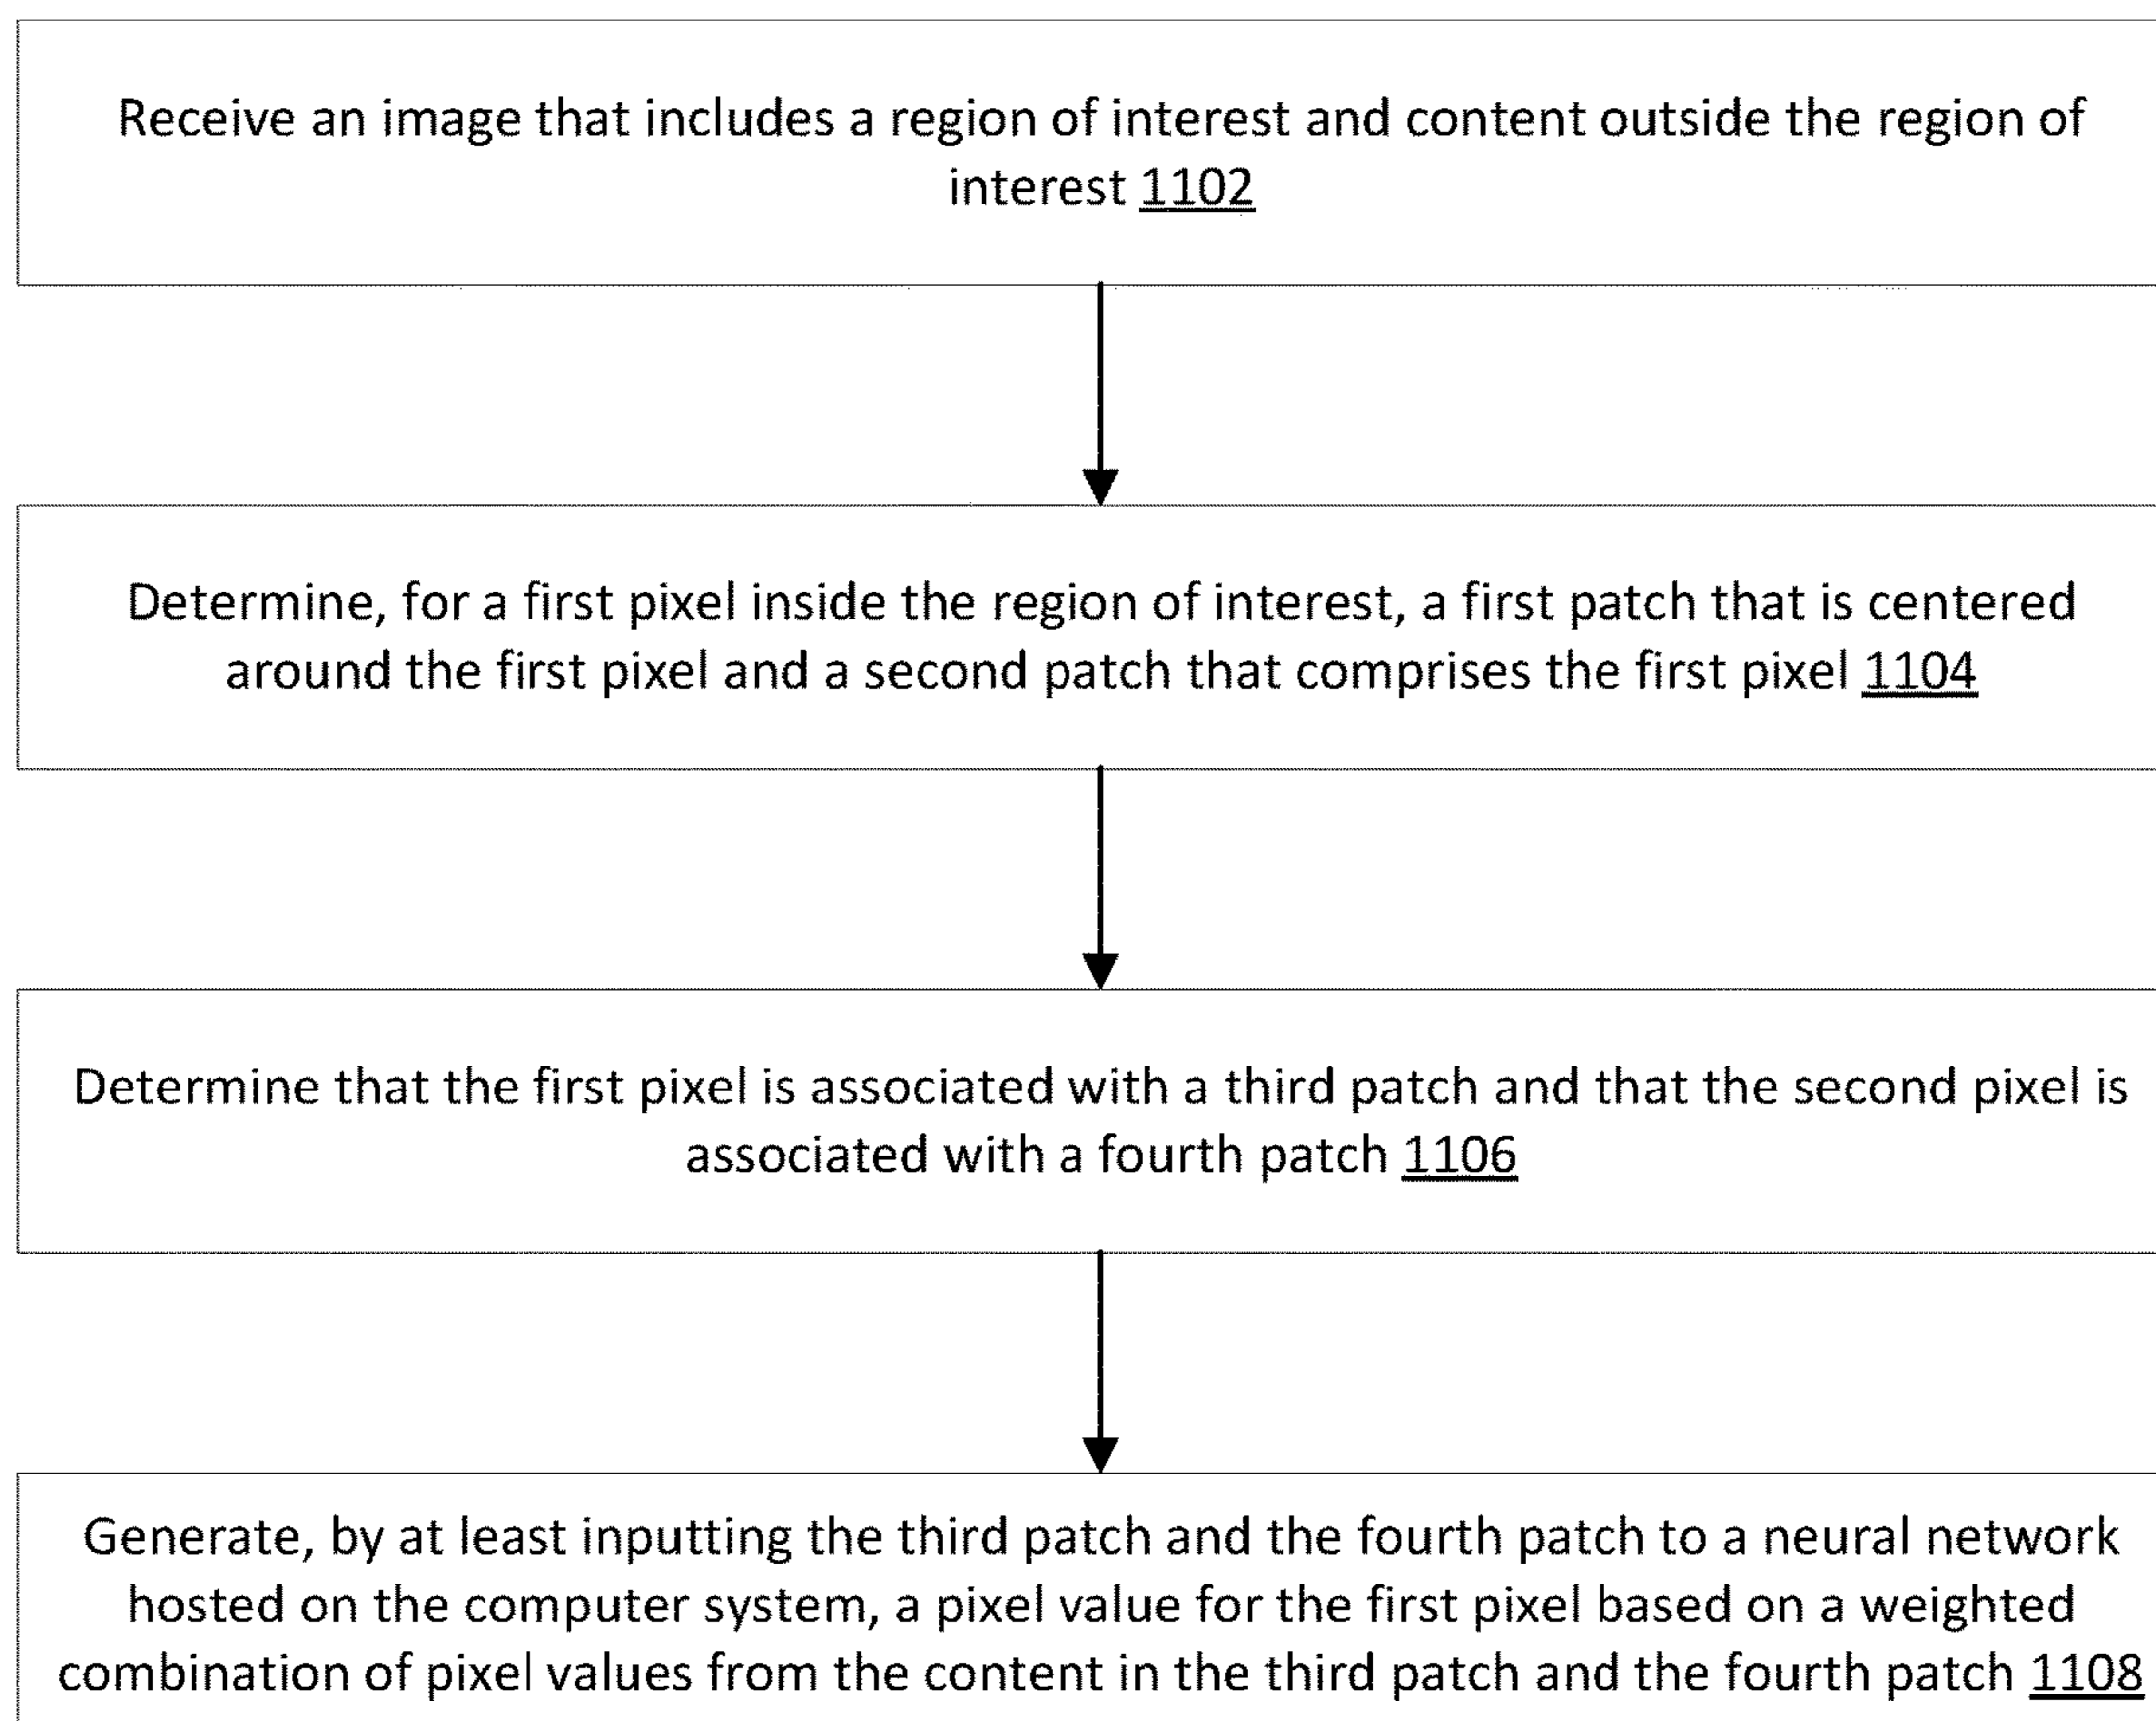 Receive an image that includes a region of interest and content outside the region of
interest 1102
Determine, for a first pixel inside the region of interest, a first patch that is centered
around the first pixel and a second patch that comprises the first pixel 1104
Determine that the first pixel is associated with a third patch and that the second pixel is
associated with a fourth patch 1106
Generate, by at least inputting the third patch and the fourth patch to a neural network
hosted on the computer system, a pixel value for the first pixel based on a weighted
combination of pixel values from the content in the third patch and the fourth patch 1108